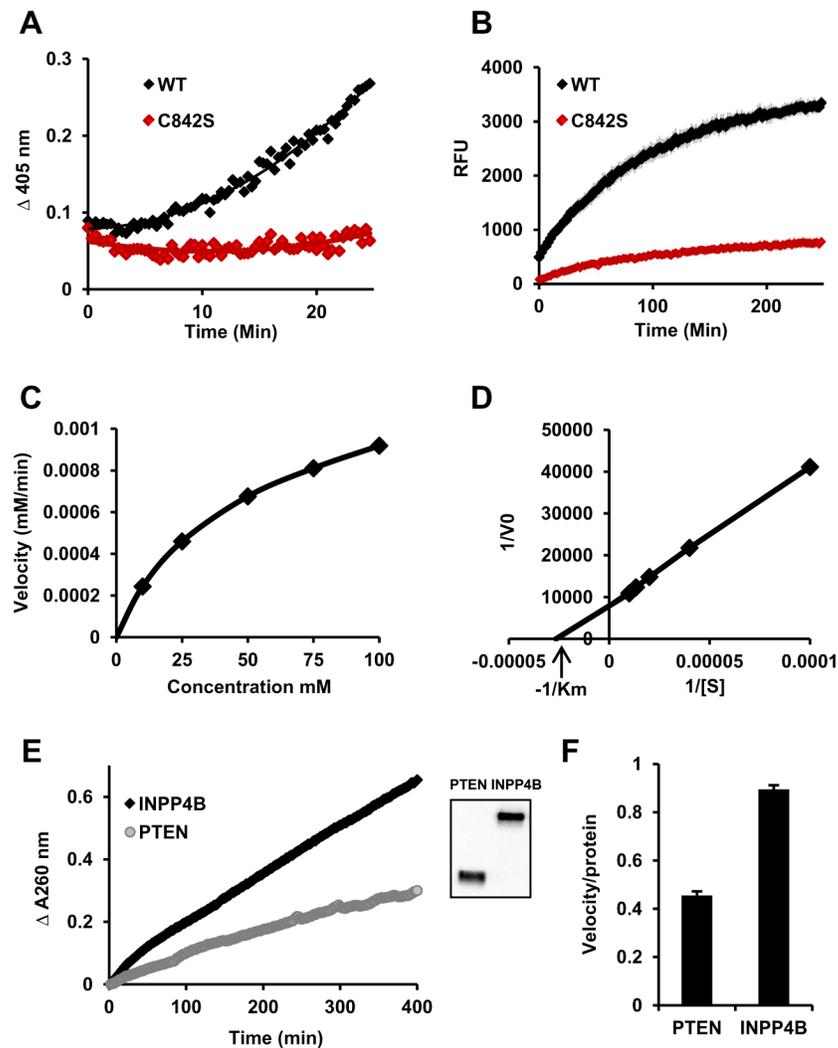 A
Δ 405 nm
0.3
0.2
0.1
0
WT
C842S
0
10
20
Time (Min)
B
RFU
4000
3000
2000
1000
0
WT
C842S
0
100
200
Time (Min)
C
Velocity (mM/min)
0.001
0.0008
0.0006
0.0004
0.0002
0
0
25
50
75
100
Concentration mM
D
1/V0
50000
40000
30000
20000
10000
0
-0.00005
0
0.00005
0.0001
-1/Km
1/[S]
E
Δ A260 nm
0.6
0.4
0.2
0
INPP4B
PTEN
0
100
200
300
400
Time (min)
PTEN INPP4B
F
Velocity/protein
1
0.8
0.6
0.4
0.2
0
PTEN
INPP4B